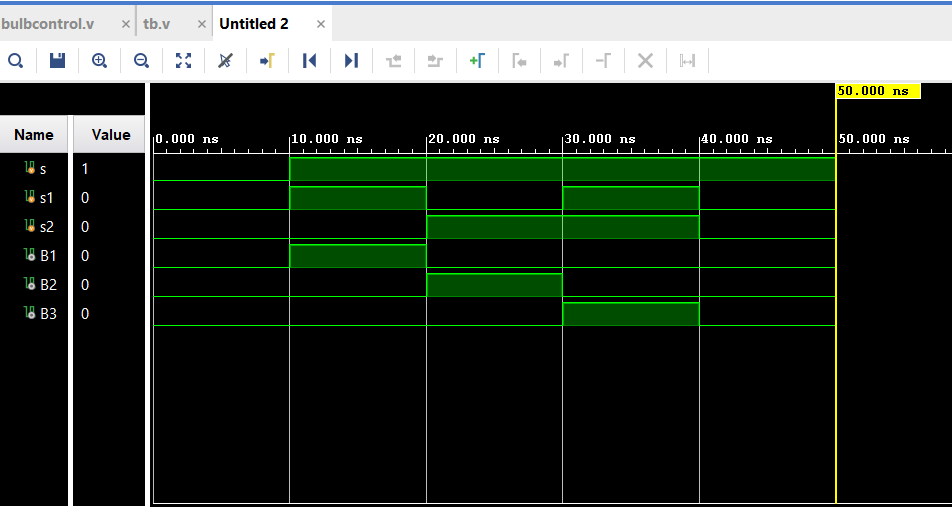 bulbcontrol.v × tb.v × Untitled 2 ×
50.000 ns
Name Value
0.000 ns 10.000 ns 20.000 ns 30.000 ns 40.000 ns 50.000 ns
s 1
s1 0
s2 0
B1 0
B2 0
B3 0